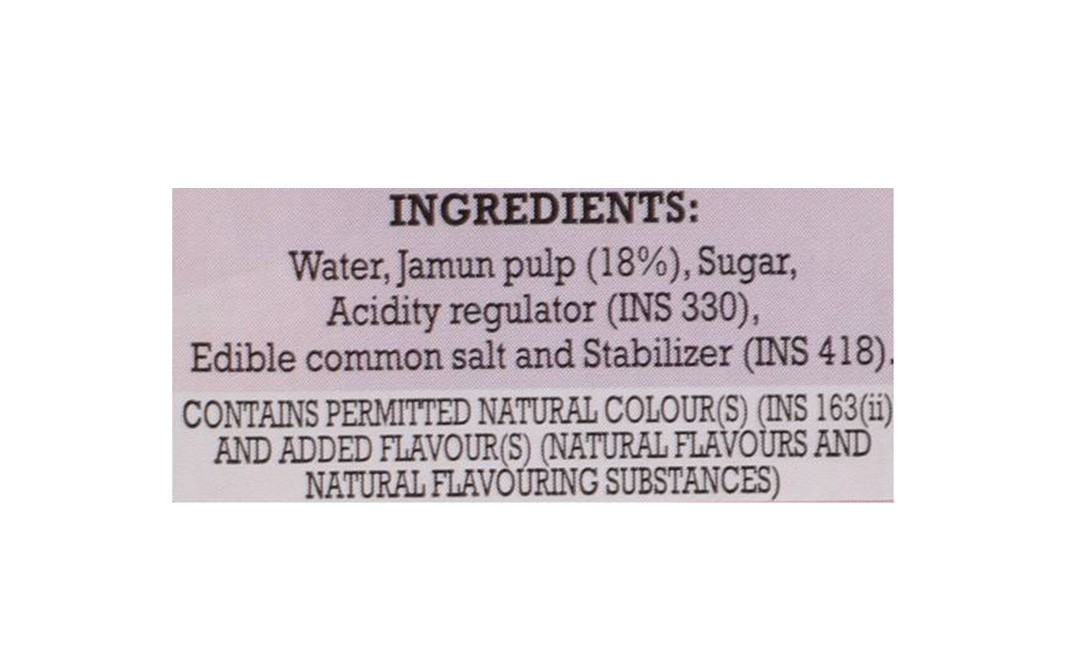 INGREDIENTS:
Water, Jamun pulp (18%), Sugar,
Acidity regulator (INS 330),
Edible common salt and Stabilizer (INS 418).
CONTAINS PERMITTED NATURAL COLOUR(S) (INS 163(ii)
AND ADDED FLAVOUR(S) (NATURAL FLAVOURS AND
NATURAL FLAVOURING SUBSTANCES)